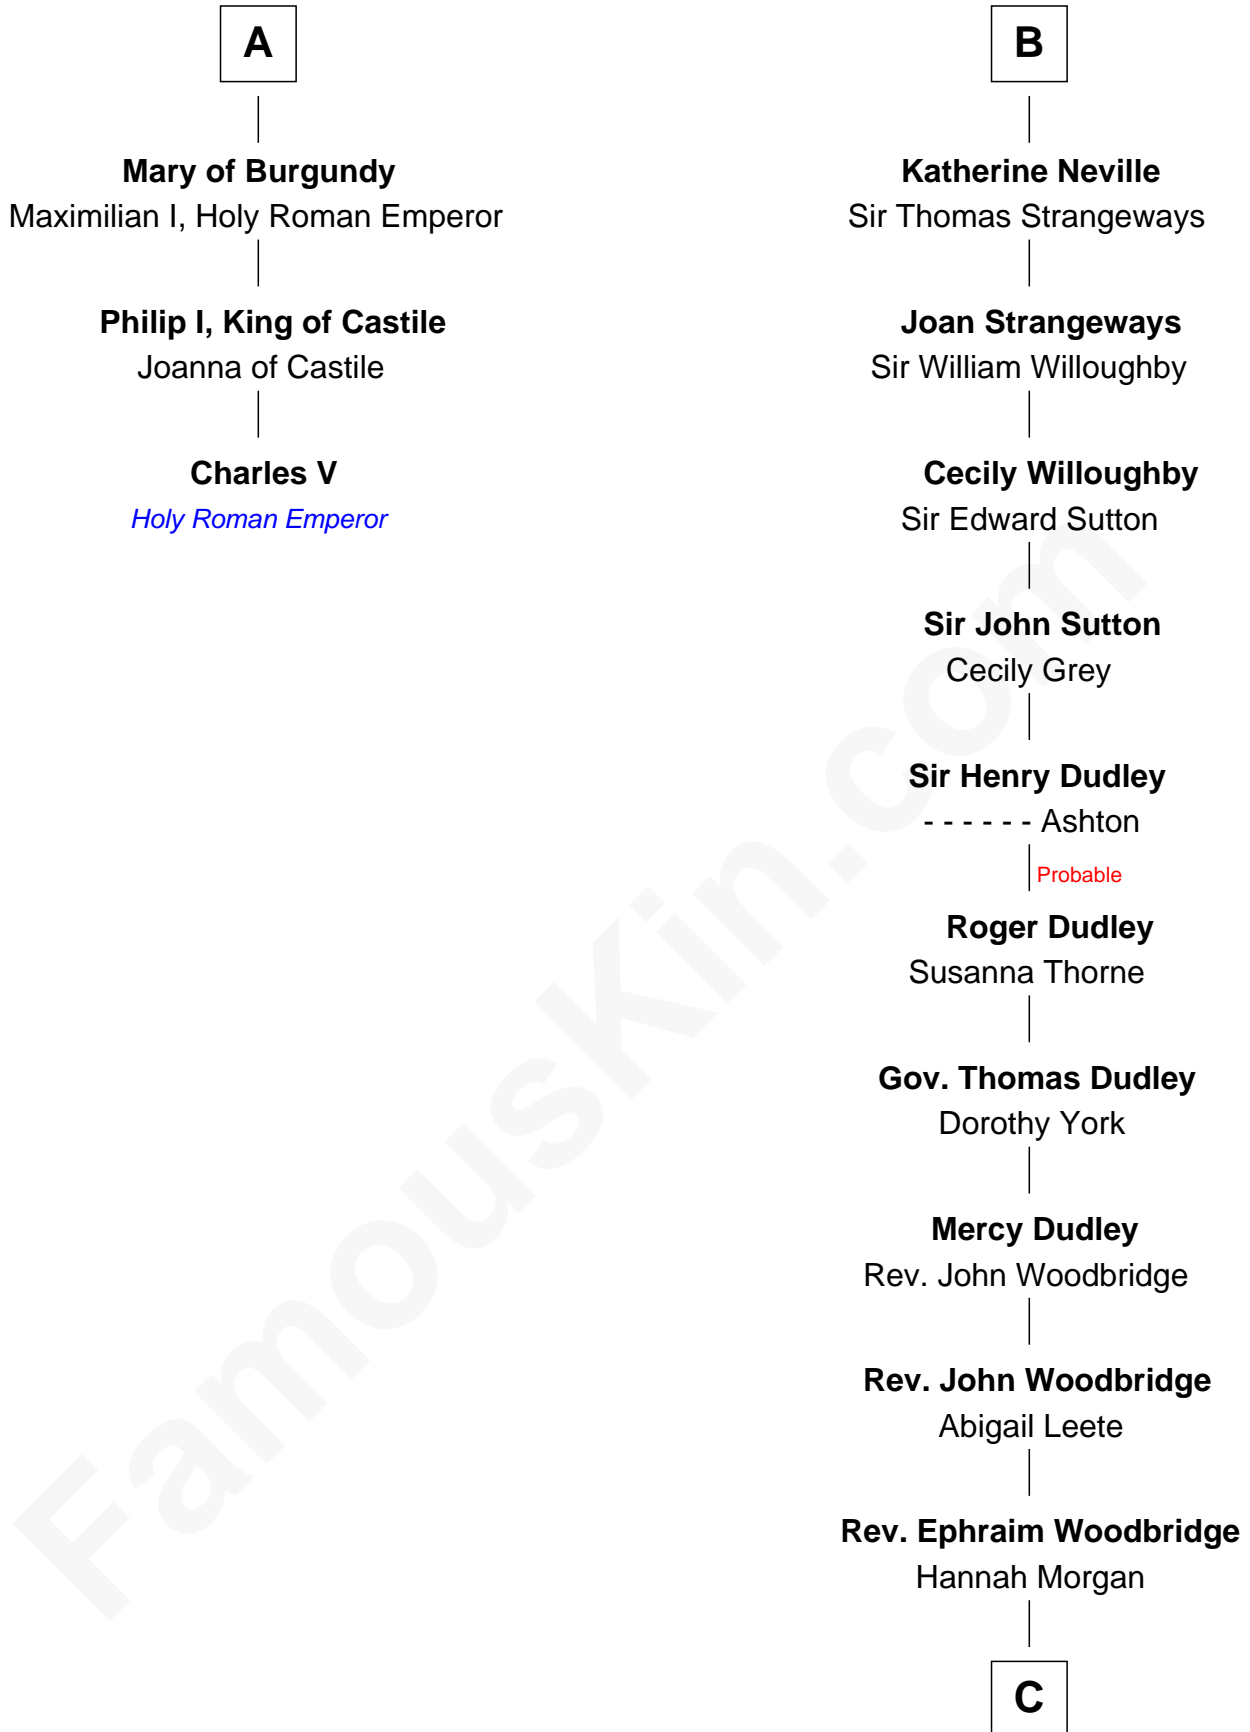 A
Mary of Burgundy
Maximilian I, Holy Roman Emperor
Philip I, King of Castile
Joanna of Castile
Charles V
Holy Roman Emperor
B
Katherine Neville
Sir Thomas Strangeways
Joan Strangeways
Sir William Willoughby
Cecily Willoughby
Sir Edward Sutton
Sir John Sutton
Cecily Grey
Sir Henry Dudley
- - - - - - Ashton
Probable
Roger Dudley
Susanna Thorne
Gov. Thomas Dudley
Dorothy York
Mercy Dudley
Rev. John Woodbridge
Rev. John Woodbridge
Abigail Leete
Rev. Ephraim Woodbridge
Hannah Morgan
C
FamousKin.com